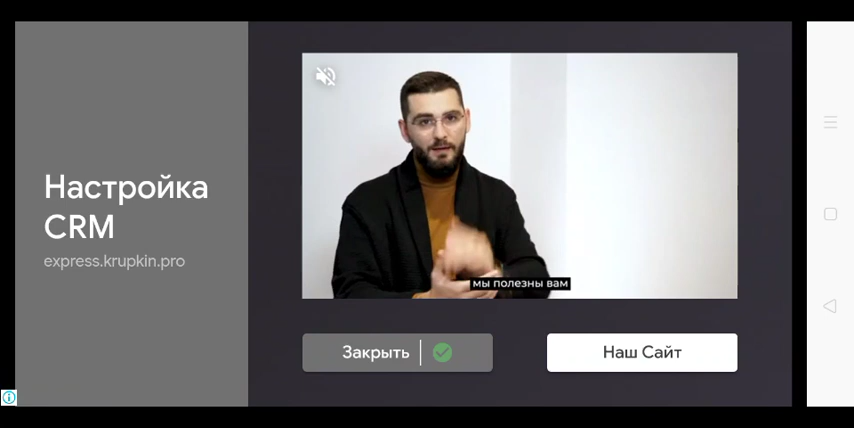 Настройка
CRM
express.krupkin.pro
мы полезны вам
Закрыть
Наш Сайт